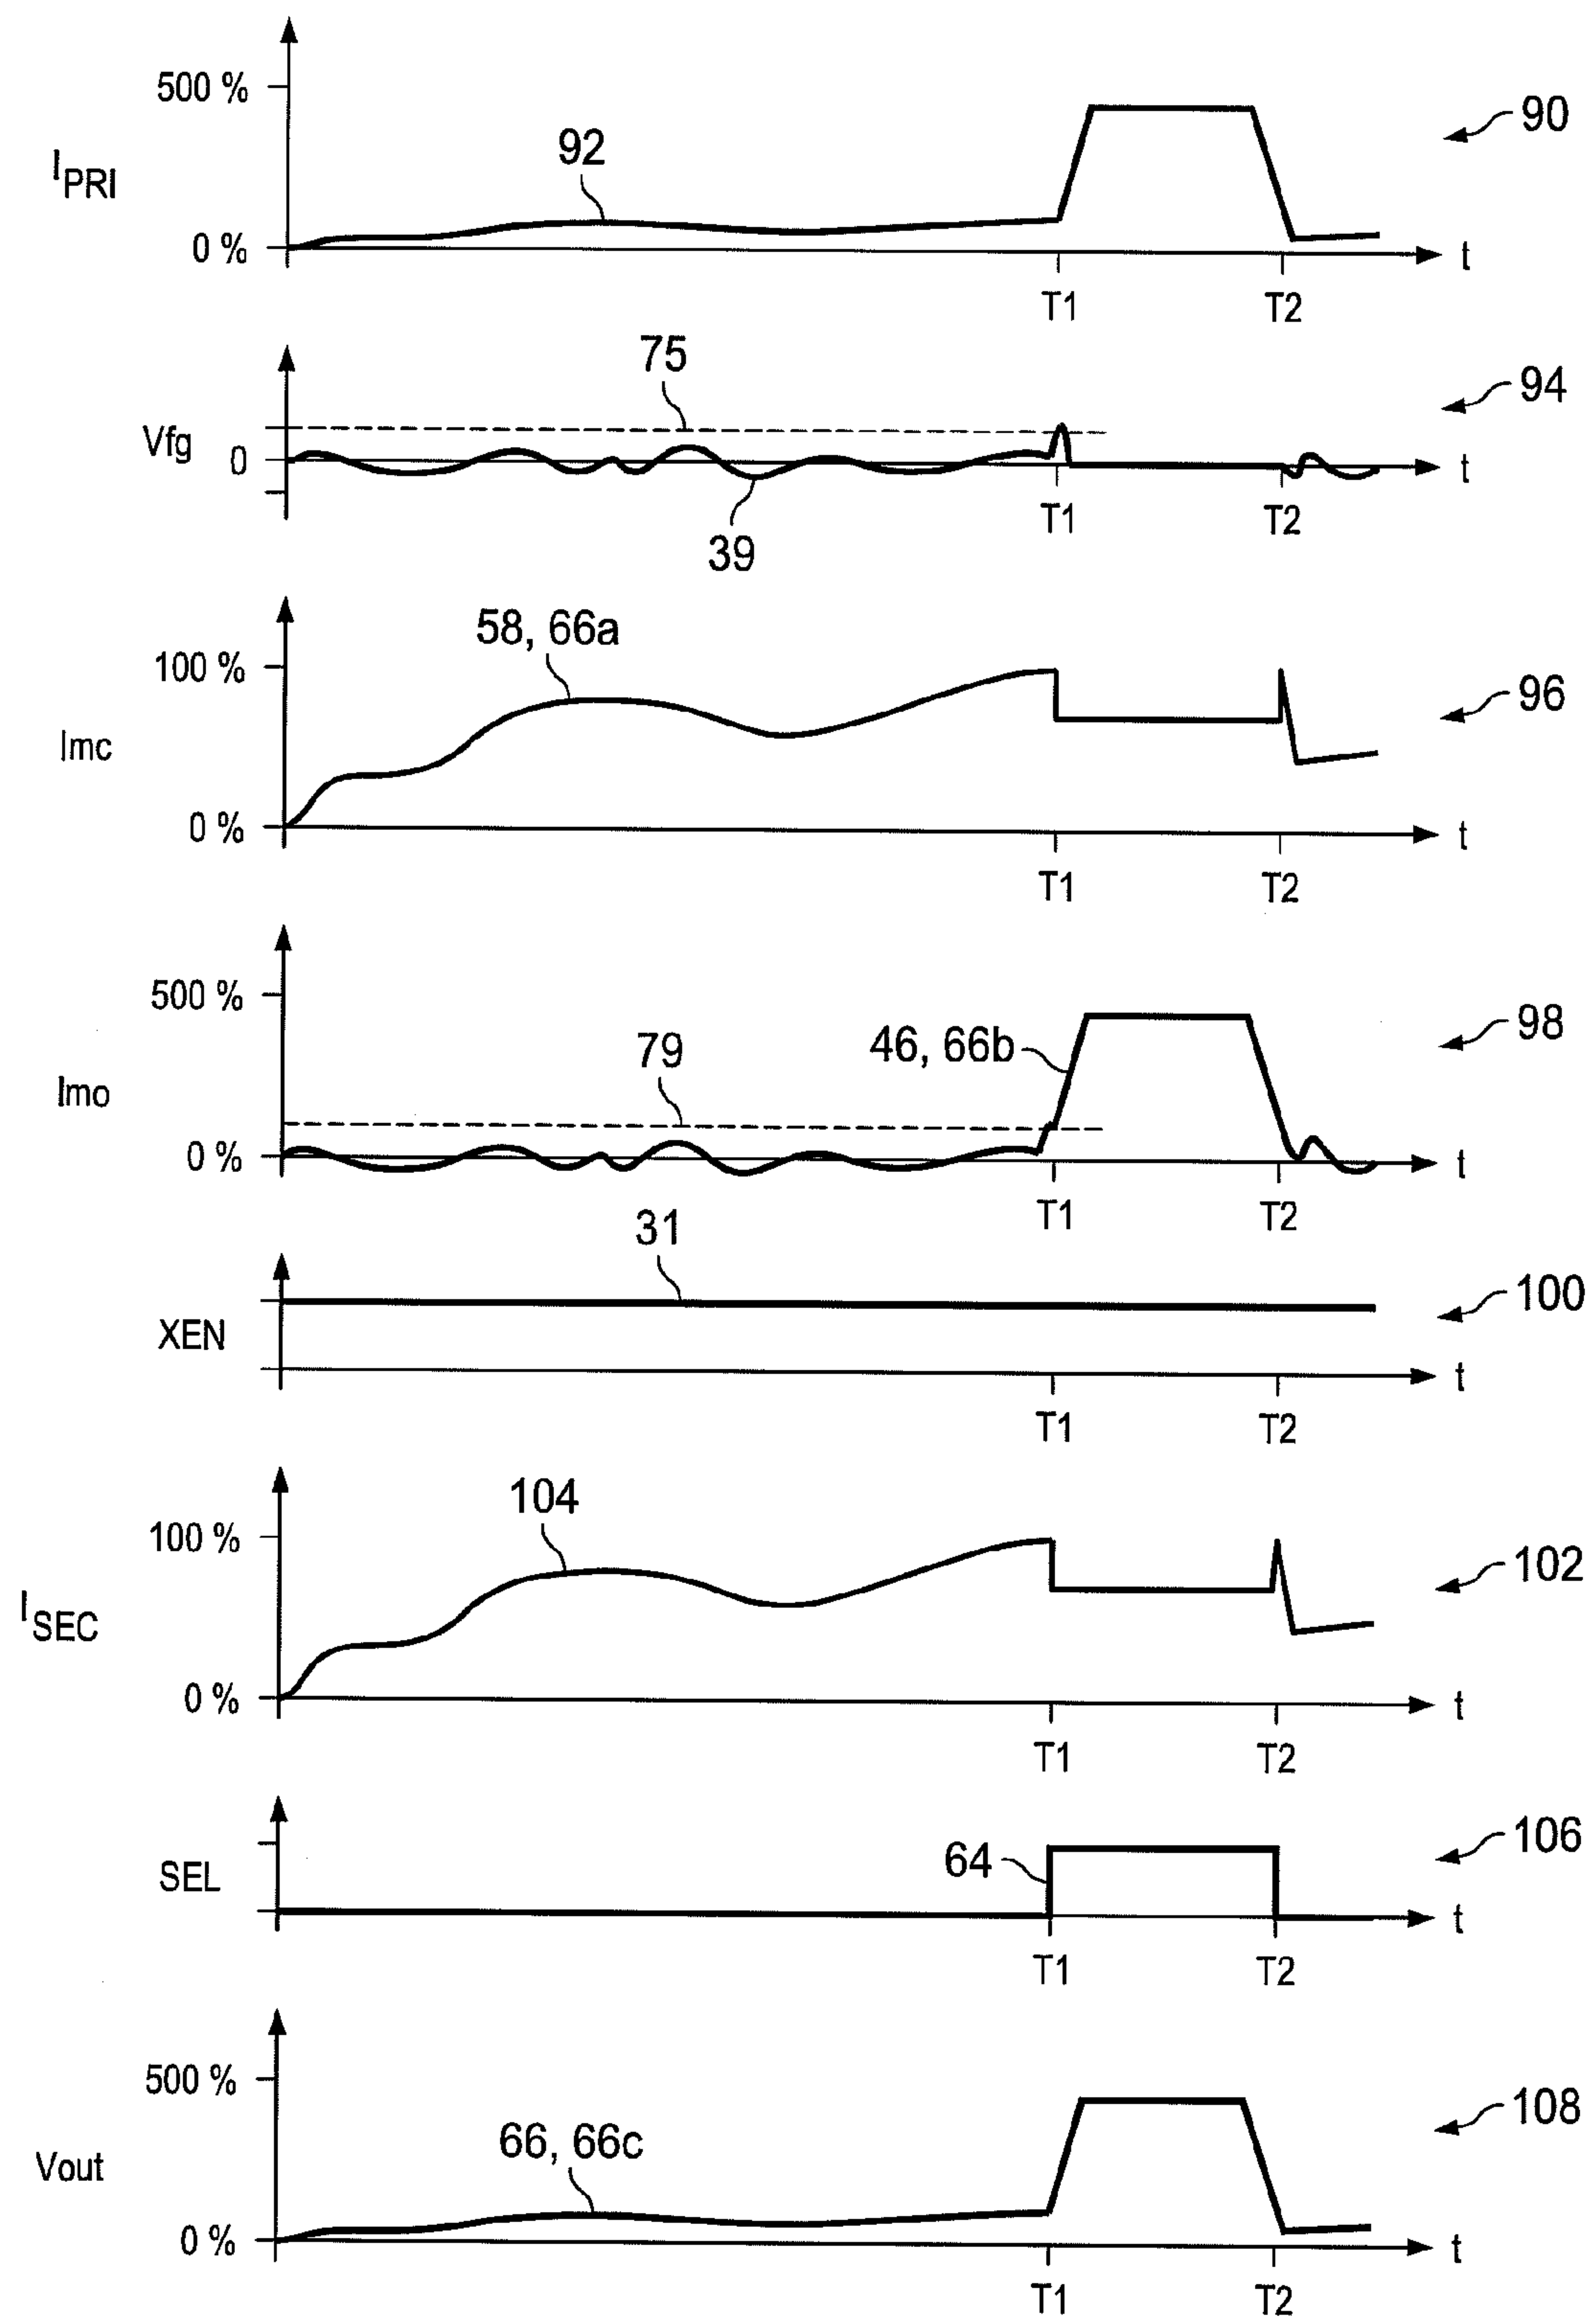 500 %
90
92
I PRI
0 %
t
T1 T2
75
94
Vfg 0
t
T1 T2
39
58, 66a
100 %
96
Imc
0 %
t
T1 T2
500 %
98
79
46, 66b
Imo
0 %
t
T1 T2
31
100
XEN
t
T1 T2
104
100 %
102
I SEC
0 %
t
T1 T2
106
64
SEL
t
T1 T2
500 %
108
66, 66c
Vout
0 %
t
T1 T2